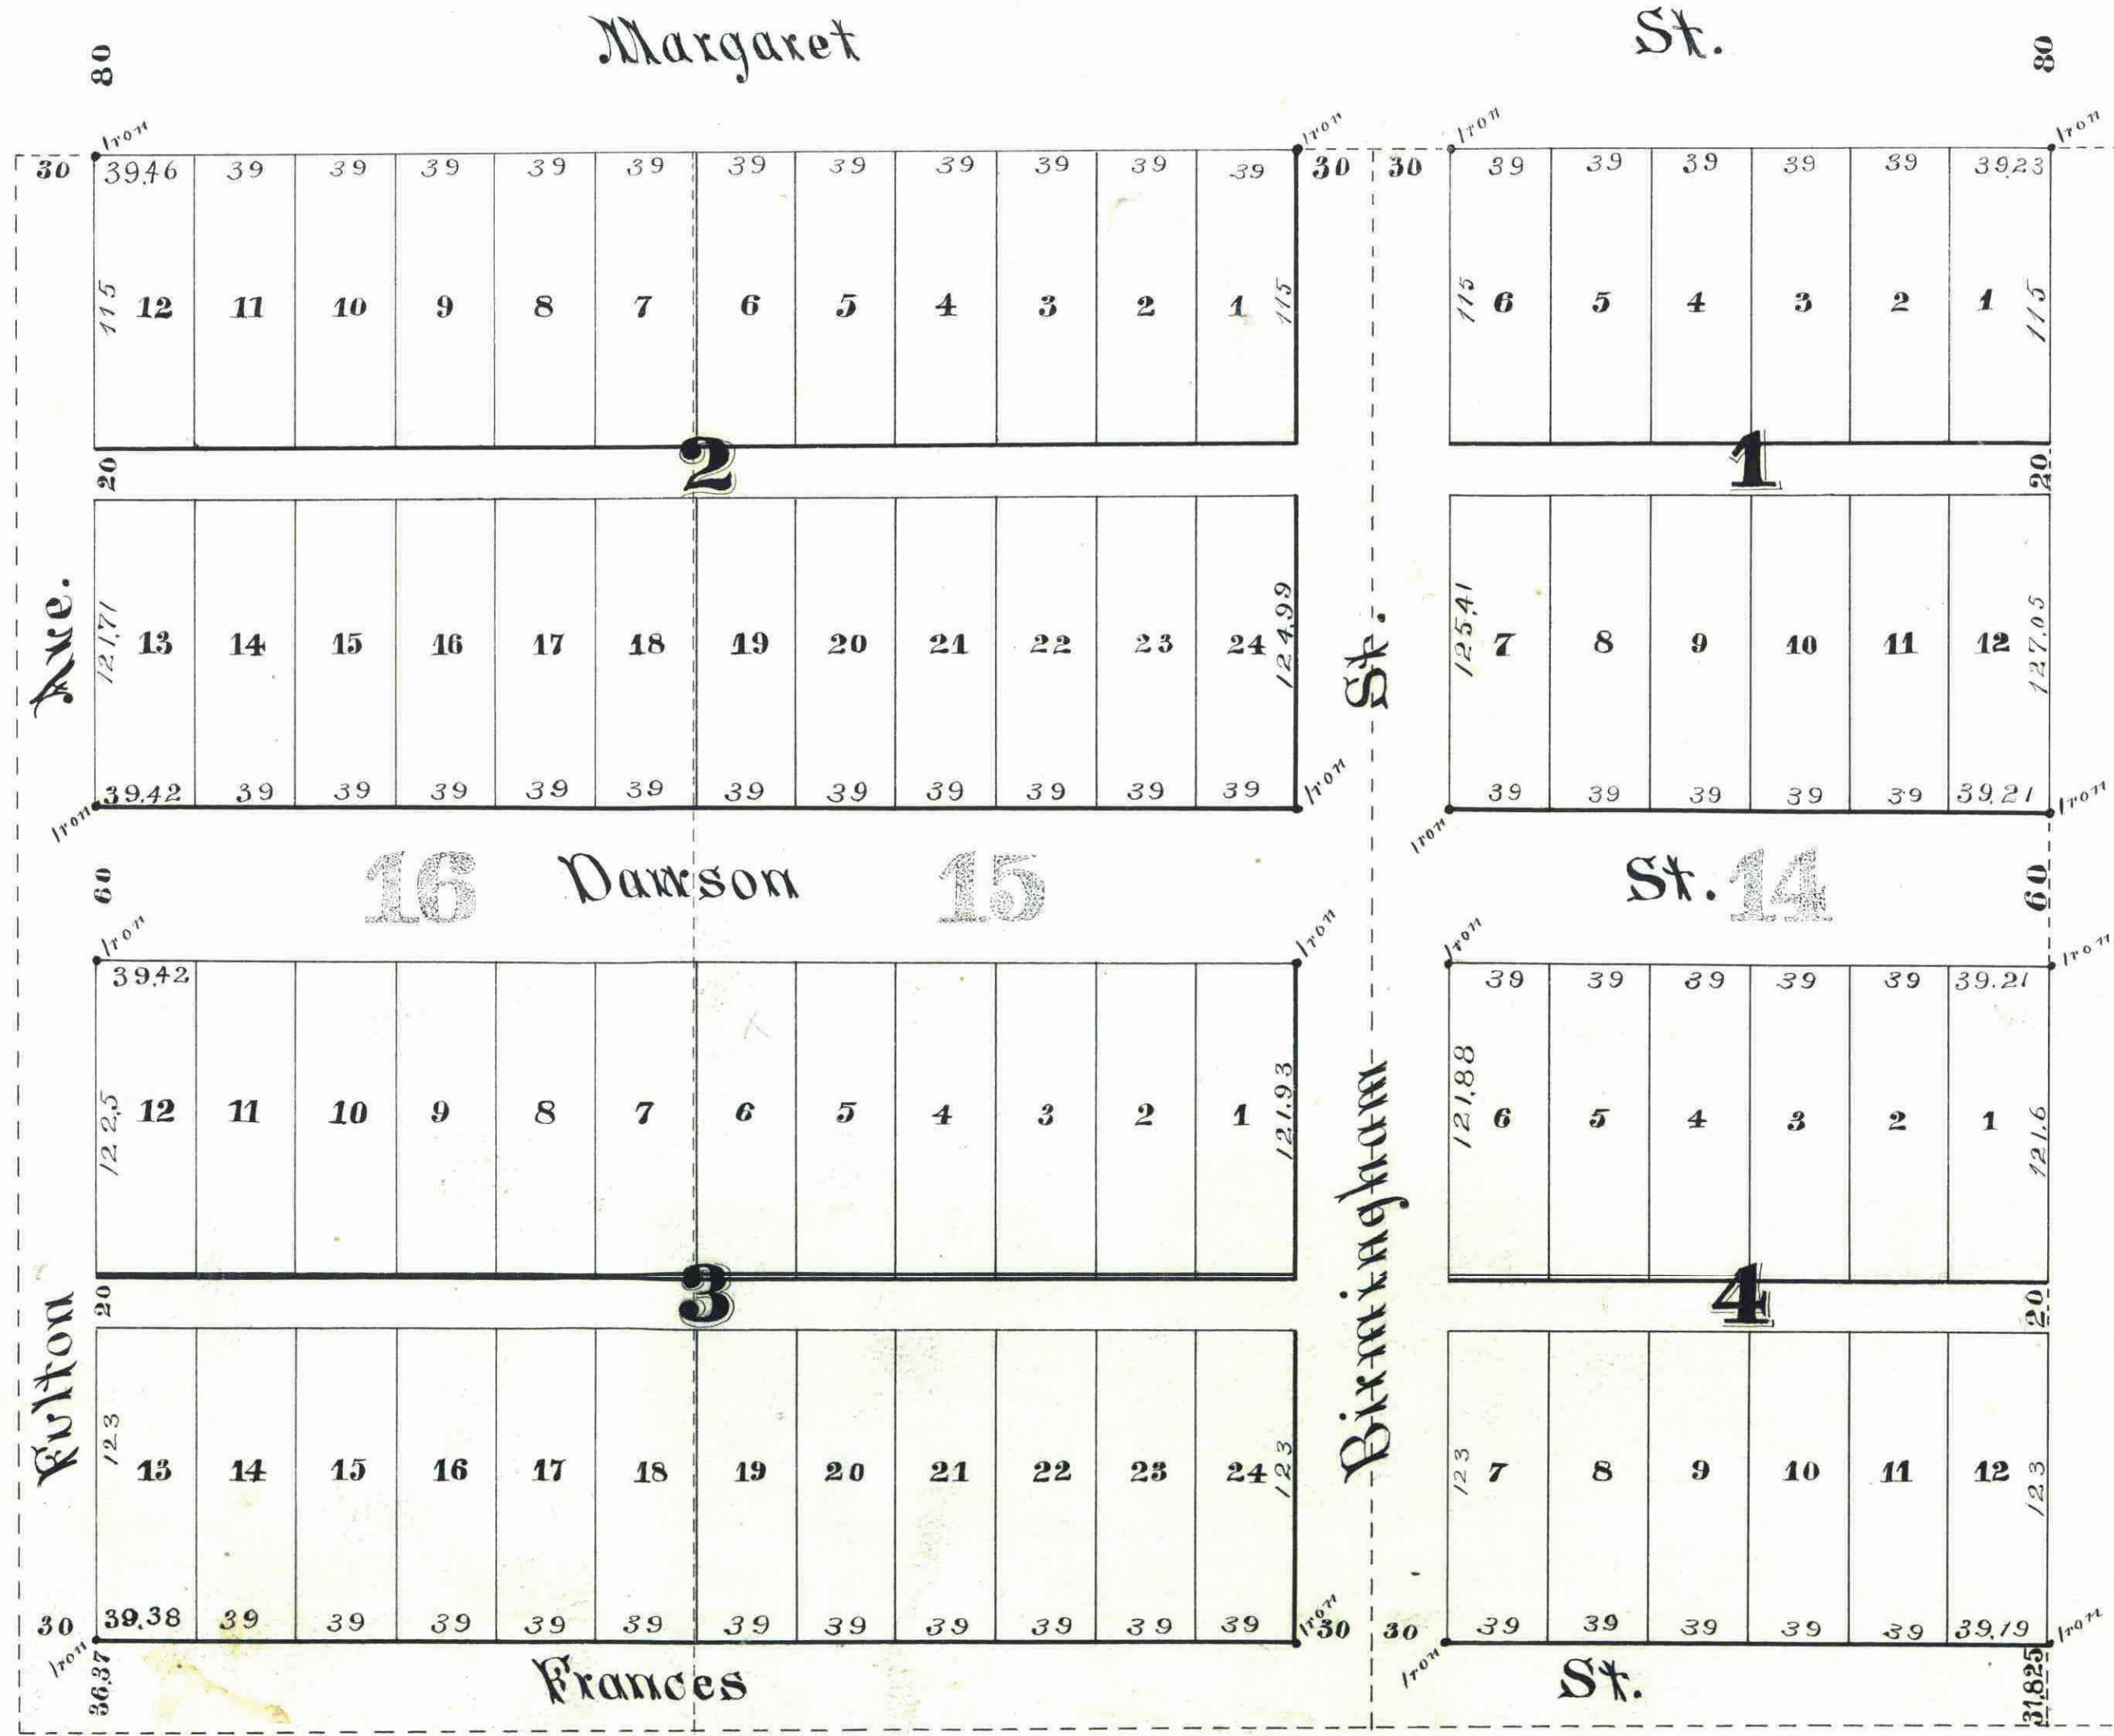 Margaret St.
80 80
Iron Iron Iron Iron
30 39.46 39 39 39 39 39 39 39 39 39 39 39 30 30 39 39 39 39 39 39.23
115 12 11 10 9 8 7 6 5 4 3 2 1 115 115 6 5 4 3 2 1 115
20 2 1 20
Ave. 121.71 13 14 15 16 17 18 19 20 21 22 23 24 124.99 St. 125.41 7 8 9 10 11 12 127.05
39.42 39 39 39 39 39 39 39 39 39 39 39 39 39 39 39 39 39.21
Iron Iron Iron Iron
60 16 Dawson 15 St. 14 60
Iron Iron Iron Iron
39.42 39 39 39 39 39 39.21
122.5 12 11 10 9 8 7 6 5 4 3 2 1 121.93 121.88 6 5 4 3 2 1 121.6
20 3 4 20
Fulton 123 13 14 15 16 17 18 19 20 21 22 23 24 123 Birmingham 123 7 8 9 10 11 12 123
30 39.38 39 39 39 39 39 39 39 39 39 39 39 30 30 39 39 39 39 39 39.19
Iron Iron Iron Iron
36.37 Frances St. 31.825